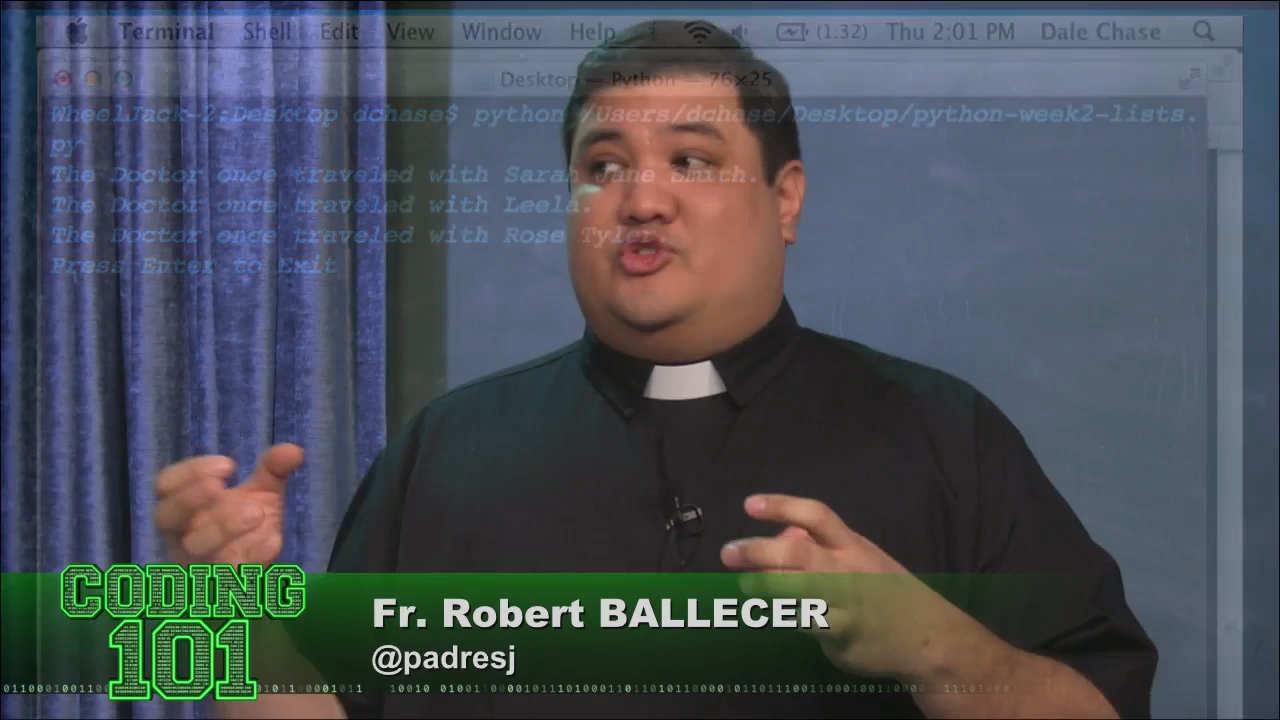 Terminal Shell Edit View Window Help (1:32) Thu 2:01 PM Dale Chase
Desktop — Python — 76×25
WheelJack-2:Desktop dchase$ python /Users/dchase/Desktop/python-week2-lists.
py
The Doctor once traveled with Sarah Jane Smith.
The Doctor once traveled with Leela.
The Doctor once traveled with Rose Tyler.
Press Enter to Exit
CODING
101
Fr. Robert BALLECER
@padresj